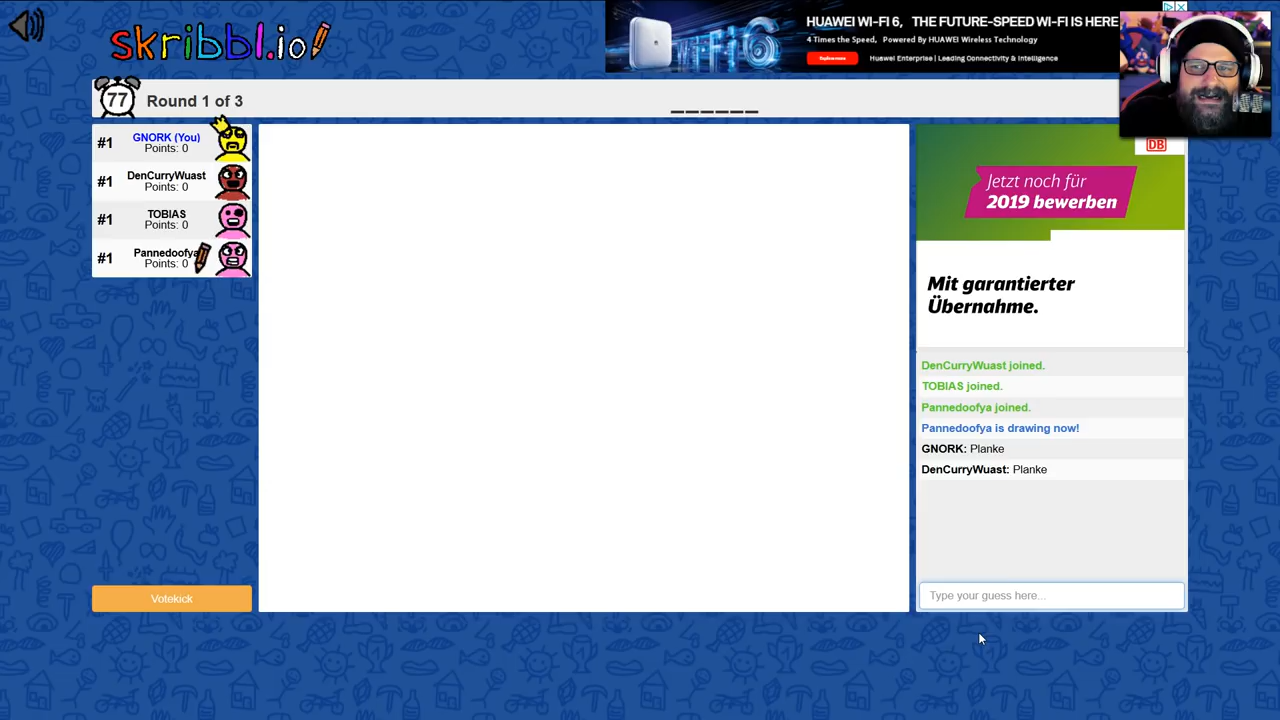 skribbl.io
HUAWEI WI-FI 6, THE FUTURE-SPEED WI-FI IS HERE
4 Times the Speed, Powered By HUAWEI Wireless Technology
Huawei Enterprise | Leading Connectivity & Intelligence
77
Round 1 of 3
______
#1
GNORK (You)
Points: 0
#1
DenCurryWuast
Points: 0
#1
TOBIAS
Points: 0
#1
Pannedoofya
Points: 0
Votekick
DB
Jetzt noch für
2019 bewerben
Mit garantierter
Übernahme.
DenCurryWuast joined.
TOBIAS joined.
Pannedoofya joined.
Pannedoofya is drawing now!
GNORK: Planke
DenCurryWuast: Planke
Type your guess here...